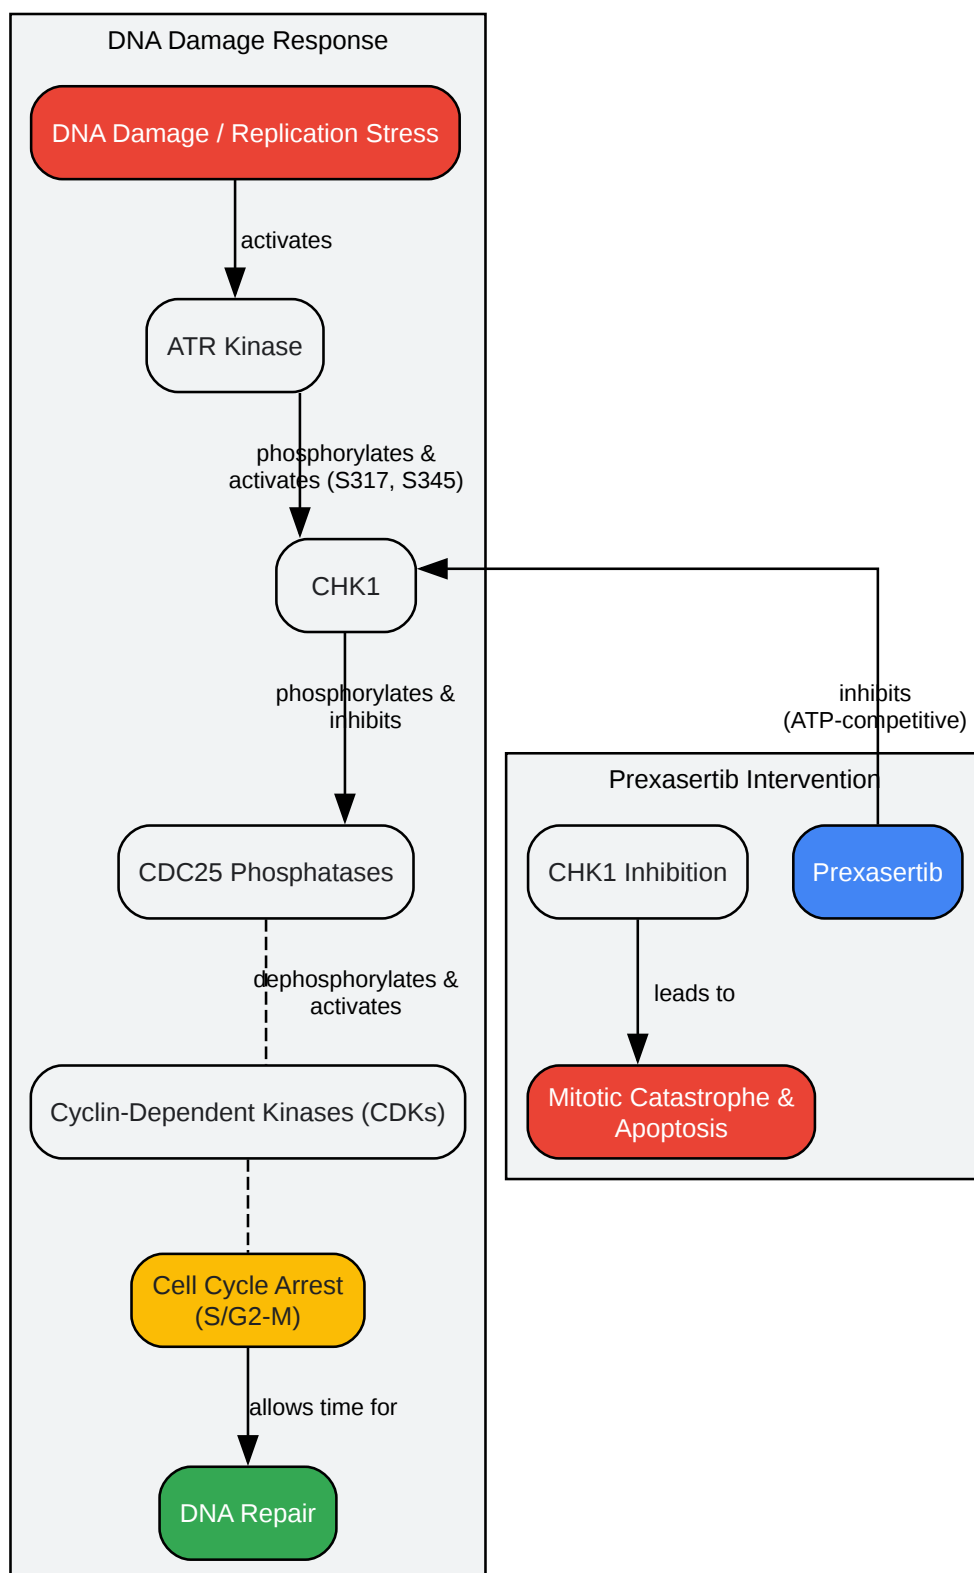 DNA Damage Response
DNA Damage / Replication Stress
activates
ATR Kinase
phosphorylates &
activates (S317, S345)
CHK1
phosphorylates &
inhibits
CDC25 Phosphatases
dephosphorylates &
activates
Cyclin-Dependent Kinases (CDKs)
Cell Cycle Arrest
(S/G2-M)
allows time for
DNA Repair
inhibits
(ATP-competitive)
Prexasertib Intervention
CHK1 Inhibition
Prexasertib
leads to
Mitotic Catastrophe &
Apoptosis